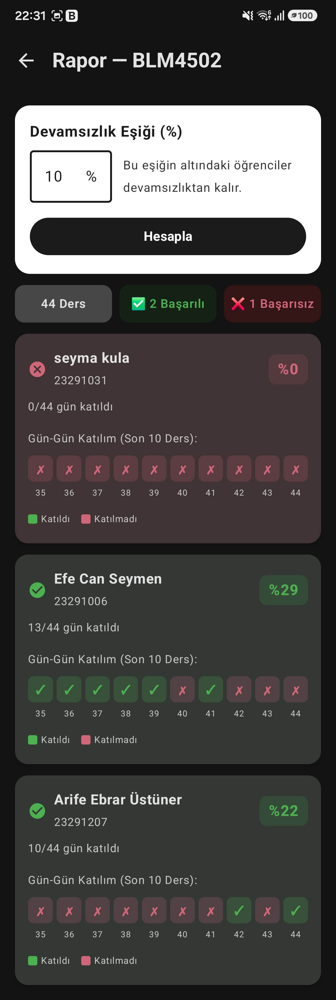 22:31 B 6 100
Rapor — BLM4502
Devamsızlık Eşiği (%)
10 %
Bu eşiğin altındaki öğrenciler
devamsızlıktan kalır.
Hesapla
44 Ders ✅ 2 Başarılı ❌ 1 Başarısız
seyma kula
%0
23291031
0/44 gün katıldı
Gün-Gün Katılım (Son 10 Ders):
✗ ✗ ✗ ✗ ✗ ✗ ✗ ✗ ✗ ✗
35 36 37 38 39 40 41 42 43 44
Katıldı Katılmadı
Efe Can Seymen
%29
23291006
13/44 gün katıldı
Gün-Gün Katılım (Son 10 Ders):
✓ ✓ ✓ ✓ ✓ ✗ ✓ ✗ ✗ ✗
35 36 37 38 39 40 41 42 43 44
Katıldı Katılmadı
Arife Ebrar Üstüner
%22
23291207
10/44 gün katıldı
Gün-Gün Katılım (Son 10 Ders):
✗ ✗ ✗ ✗ ✗ ✗ ✗ ✓ ✗ ✓
35 36 37 38 39 40 41 42 43 44
Katıldı Katılmadı